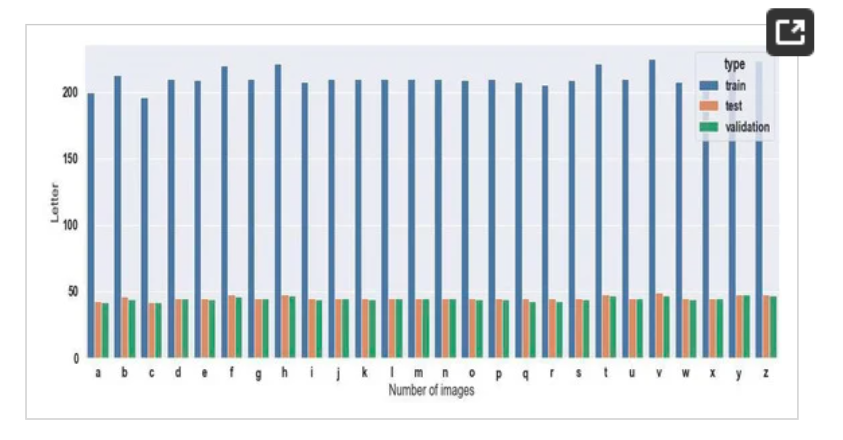 type
train
test
validation
200
150
100
50
0
Letter
a b c d e f g h i j k l m n o p q r s t u v w x y z
Number of images